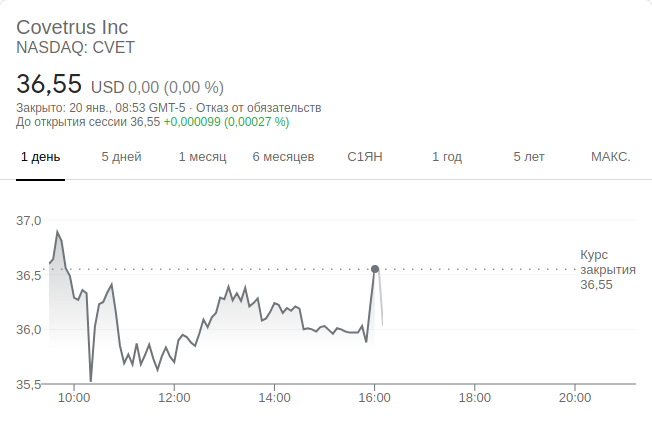 Covetrus Inc
NASDAQ: CVET
36,55 USD 0,00 (0,00 %)
Закрыто: 20 янв., 08:53 GMT-5 · Отказ от обязательств
До открытия сессии 36,55 +0,000099 (0,00027 %)
1 день 5 дней 1 месяц 6 месяцев С1ЯН 1 год 5 лет МАКС.
37,0
Курс
закрытия
36,55
36,5
36,0
35,5
10:00 12:00 14:00 16:00 18:00 20:00